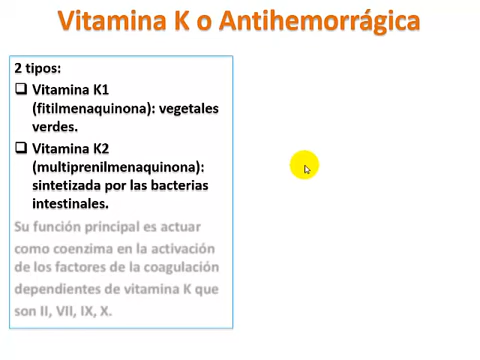 Vitamina K o Antihemorrágica
2 tipos:
❑ Vitamina K1
(fitilmenaquinona): vegetales
verdes.
❑ Vitamina K2
(multiprenilmenaquinona):
sintetizada por las bacterias
intestinales.
Su función principal es actuar
como coenzima en la activación
de los factores de la coagulación
dependientes de vitamina K que
son II, VII, IX, X.